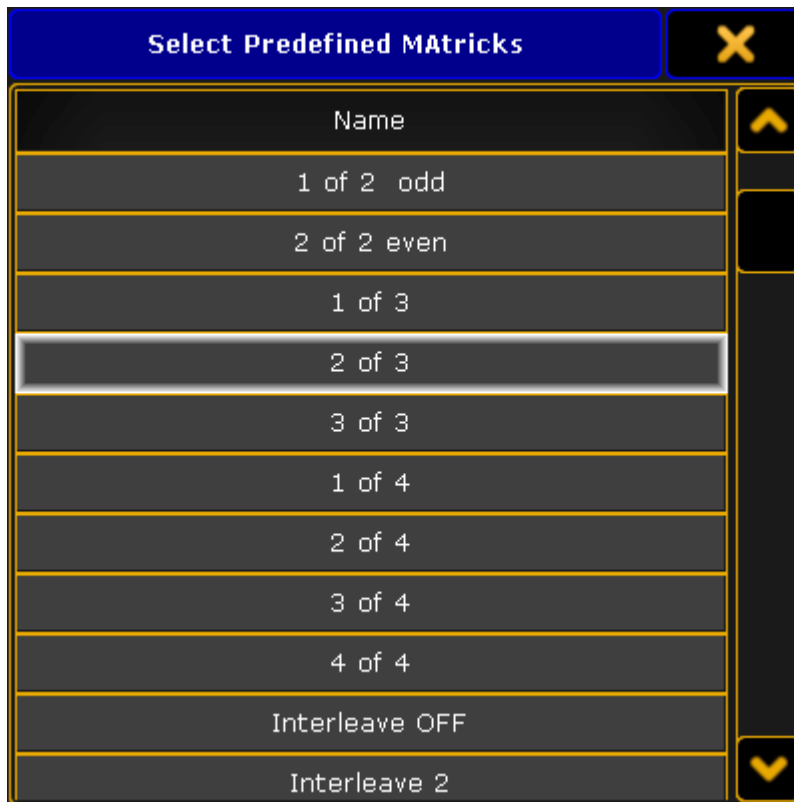 Select Predefined MAtricks
Name
1 of 2  odd
2 of 2 even
1 of 3
2 of 3
3 of 3
1 of 4
2 of 4
3 of 4
4 of 4
Interleave OFF
Interleave 2